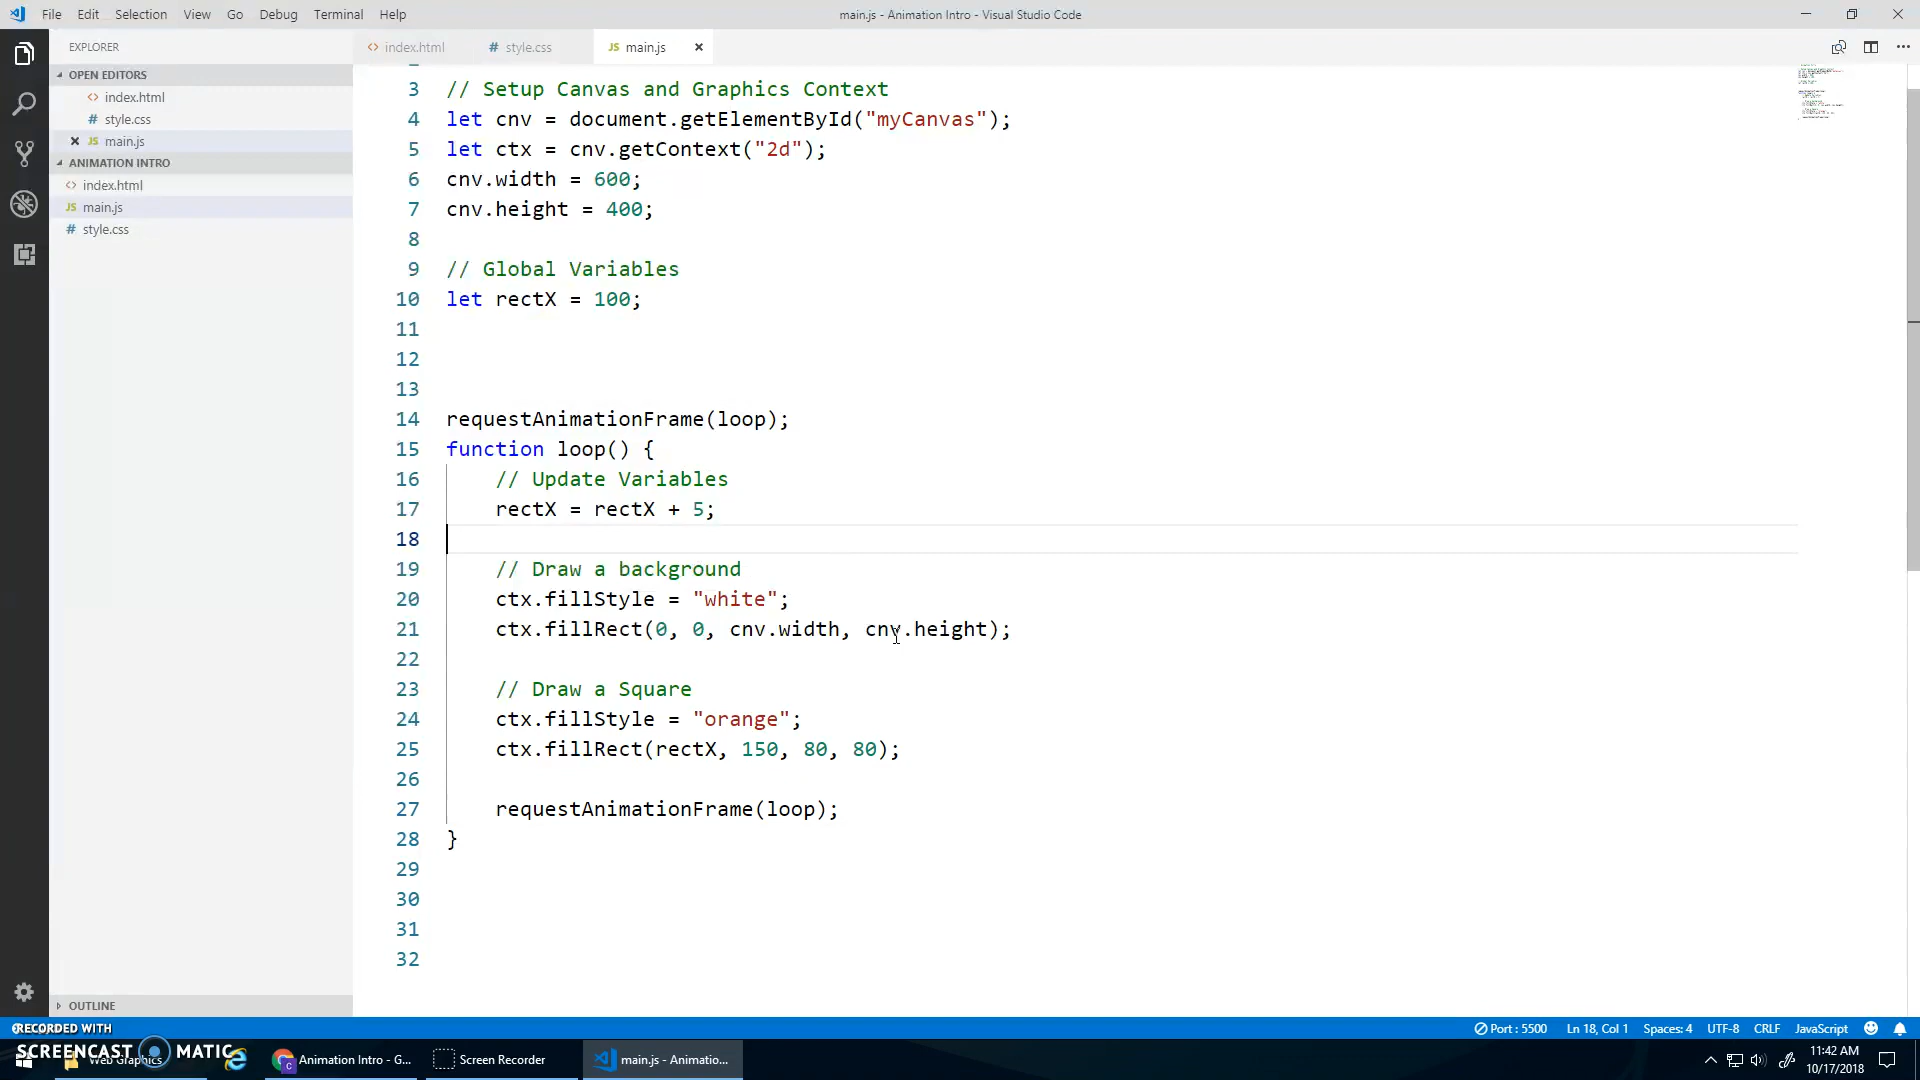 File Edit Selection View Go Debug Terminal Help
main.js - Animation Intro - Visual Studio Code
EXPLORER
OPEN EDITORS
index.html
style.css
main.js
ANIMATION INTRO
index.html
main.js
style.css
OUTLINE
index.html
style.css
main.js
3 // Setup Canvas and Graphics Context
4 let cnv = document.getElementById("myCanvas");
5 let ctx = cnv.getContext("2d");
6 cnv.width = 600;
7 cnv.height = 400;
8
9 // Global Variables
10 let rectX = 100;
11
12
13
14 requestAnimationFrame(loop);
15 function loop() {
16 // Update Variables
17 rectX = rectX + 5;
18
19 // Draw a background
20 ctx.fillStyle = "white";
21 ctx.fillRect(0, 0, cnv.width, cnv.height);
22
23 // Draw a Square
24 ctx.fillStyle = "orange";
25 ctx.fillRect(rectX, 150, 80, 80);
26
27 requestAnimationFrame(loop);
28 }
29
30
31
32
Port : 5500 Ln 18, Col 1 Spaces: 4 UTF-8 CRLF JavaScript
RECORDED WITH
SCREENCAST MATIC
Web Graphics
Animation Intro - G...
Screen Recorder
main.js - Animatio...
11:42 AM
10/17/2018